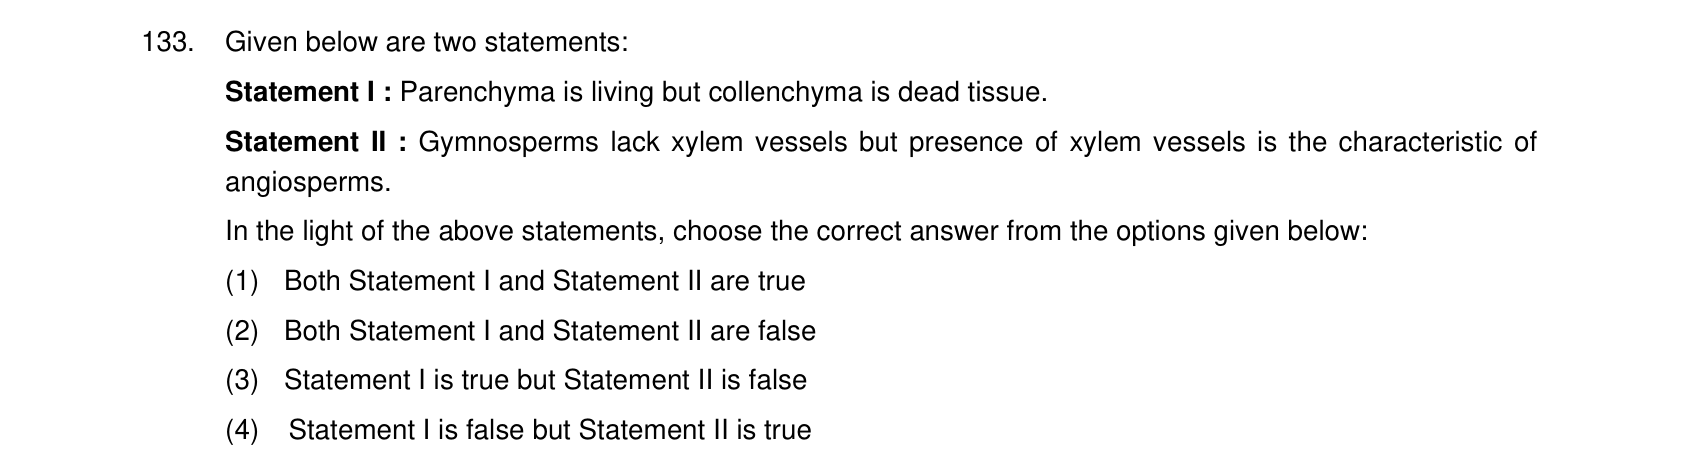 133. Given below are two statements:
Statement I : Parenchyma is living but collenchyma is dead tissue.
Statement II : Gymnosperms lack xylem vessels but presence of xylem vessels is the characteristic of
angiosperms.
In the light of the above statements, choose the correct answer from the options given below:
(1) Both Statement I and Statement II are true
(2) Both Statement I and Statement II are false
(3) Statement I is true but Statement II is false
(4) Statement I is false but Statement II is true